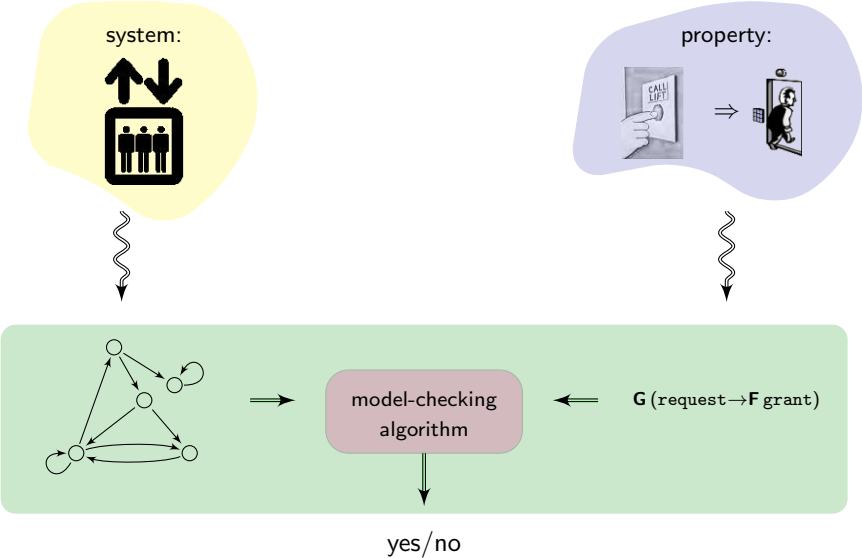 system:
property:
CALL
LIFT
⇒
model-checking
algorithm
G (request→F grant)
yes/no